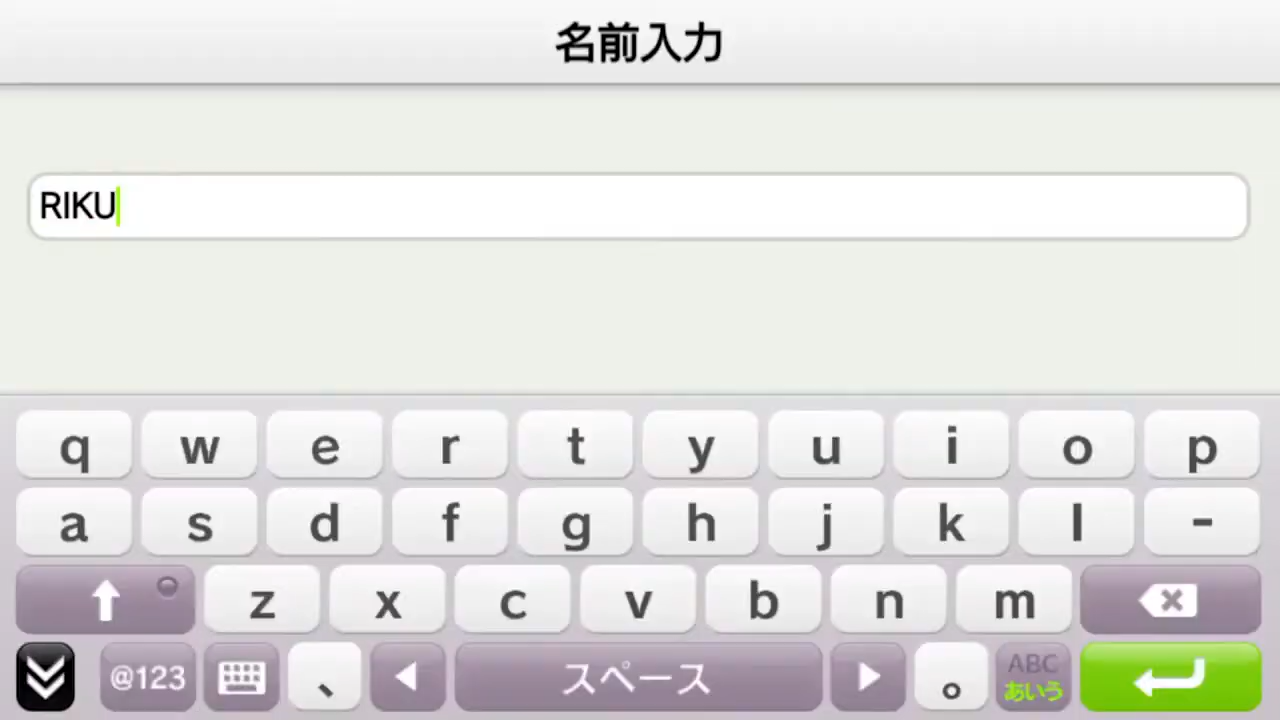 名前入力
RIKU
q w e r t y u i o p
a s d f g h j k l -
z x c v b n m
@123 、 スペース 。 ABC
あいう